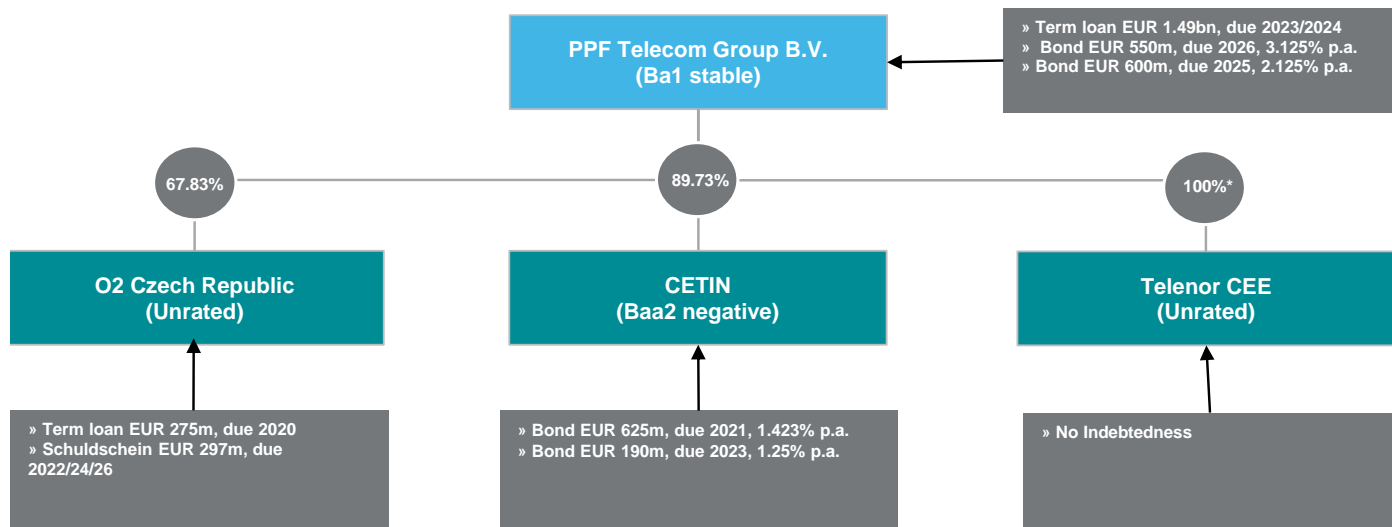 PPF Telecom Group B.V.
(Ba1 stable)
» Term loan EUR 1.49bn, due 2023/2024
» Bond EUR 550m, due 2026, 3.125% p.a.
» Bond EUR 600m, due 2025, 2.125% p.a.
67.83%
89.73%
100%*
O2 Czech Republic
(Unrated)
CETIN
(Baa2 negative)
Telenor CEE
(Unrated)
» Term loan EUR 275m, due 2020
» Schuldschein EUR 297m, due
2022/24/26
» Bond EUR 625m, due 2021, 1.423% p.a.
» Bond EUR 190m, due 2023, 1.25% p.a.
» No Indebtedness